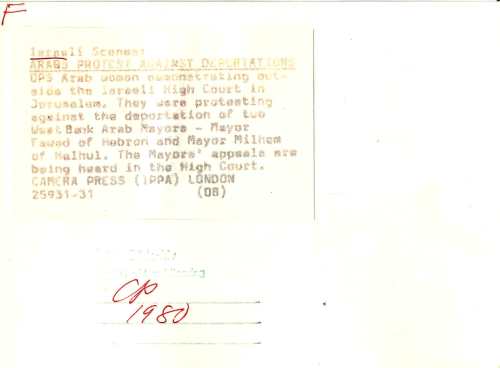 F
Israeli Scenes:
ARABS PROTEST AGAINST DEPORTATIONS
OPS Arab women demonstrating out-
side the Israeli High Court in
Jerusalem. They were protesting
against the deportation of two
West Bank Arab Mayors - Mayor
Fawad of Hebron and Mayor Milhem
of Halhul. The Mayors' appeals are
being heard in the High Court.
CAMERA PRESS (IPPA) LONDON
25931-31 (DB)
CP
1980